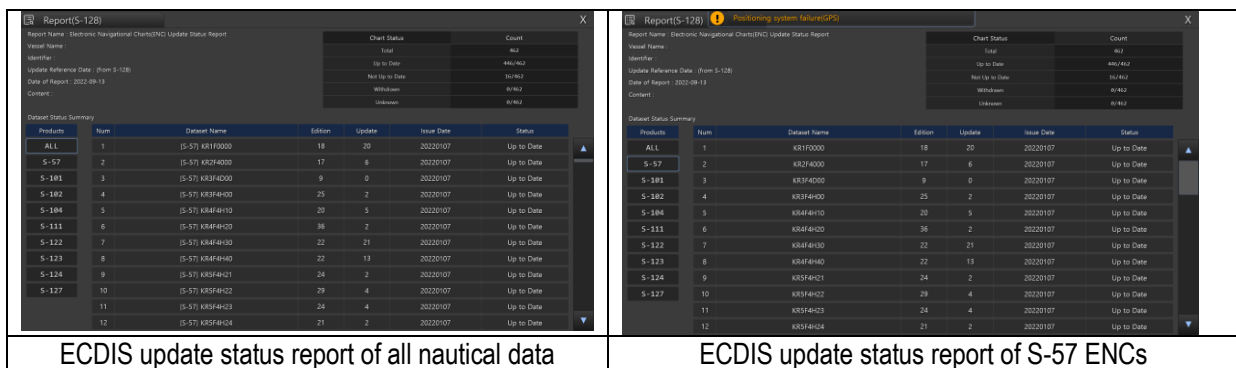 Report(S-128) X
Report Name : Electronic Navigational Charts(ENC) Update Status Report
Vessel Name :
Identifier :
Update Reference Date : (from S-128)
Date of Report : 2022-09-13
Content :
Chart Status Count
Total 462
Up to Date 446/462
Not Up to Date 16/462
Withdrawn 0/462
Unknown 0/462
Dataset Status Summary
Products Num Dataset Name Edition Update Issue Date Status
ALL 1 [S-57] KR1F0000 18 20 20220107 Up to Date
S-57 2 [S-57] KR2F4000 17 6 20220107 Up to Date
S-101 3 [S-57] KR3F4D00 9 0 20220107 Up to Date
S-102 4 [S-57] KR3F4H00 25 2 20220107 Up to Date
S-104 5 [S-57] KR4F4H10 20 5 20220107 Up to Date
S-111 6 [S-57] KR4F4H20 36 2 20220107 Up to Date
S-122 7 [S-57] KR4F4H30 22 21 20220107 Up to Date
S-123 8 [S-57] KR4F4H40 22 13 20220107 Up to Date
S-124 9 [S-57] KR5F4H21 24 2 20220107 Up to Date
S-127 10 [S-57] KR5F4H22 29 4 20220107 Up to Date
11 [S-57] KR5F4H23 24 4 20220107 Up to Date
12 [S-57] KR5F4H24 21 2 20220107 Up to Date
ECDIS update status report of all nautical data
Report(S-128) Positioning system failure(GPS) X
Report Name : Electronic Navigational Charts(ENC) Update Status Report
Vessel Name :
Identifier :
Update Reference Date : (from S-128)
Date of Report : 2022-09-13
Content :
Chart Status Count
Total 462
Up to Date 446/462
Not Up to Date 16/462
Withdrawn 0/462
Unknown 0/462
Dataset Status Summary
Products Num Dataset Name Edition Update Issue Date Status
ALL 1 KR1F0000 18 20 20220107 Up to Date
S-57 2 KR2F4000 17 6 20220107 Up to Date
S-101 3 KR3F4D00 9 0 20220107 Up to Date
S-102 4 KR3F4H00 25 2 20220107 Up to Date
S-104 5 KR4F4H10 20 5 20220107 Up to Date
S-111 6 KR4F4H20 36 2 20220107 Up to Date
S-122 7 KR4F4H30 22 21 20220107 Up to Date
S-123 8 KR4F4H40 22 13 20220107 Up to Date
S-124 9 KR5F4H21 24 2 20220107 Up to Date
S-127 10 KR5F4H22 29 4 20220107 Up to Date
11 KR5F4H23 24 4 20220107 Up to Date
12 KR5F4H24 21 2 20220107 Up to Date
ECDIS update status report of S-57 ENCs